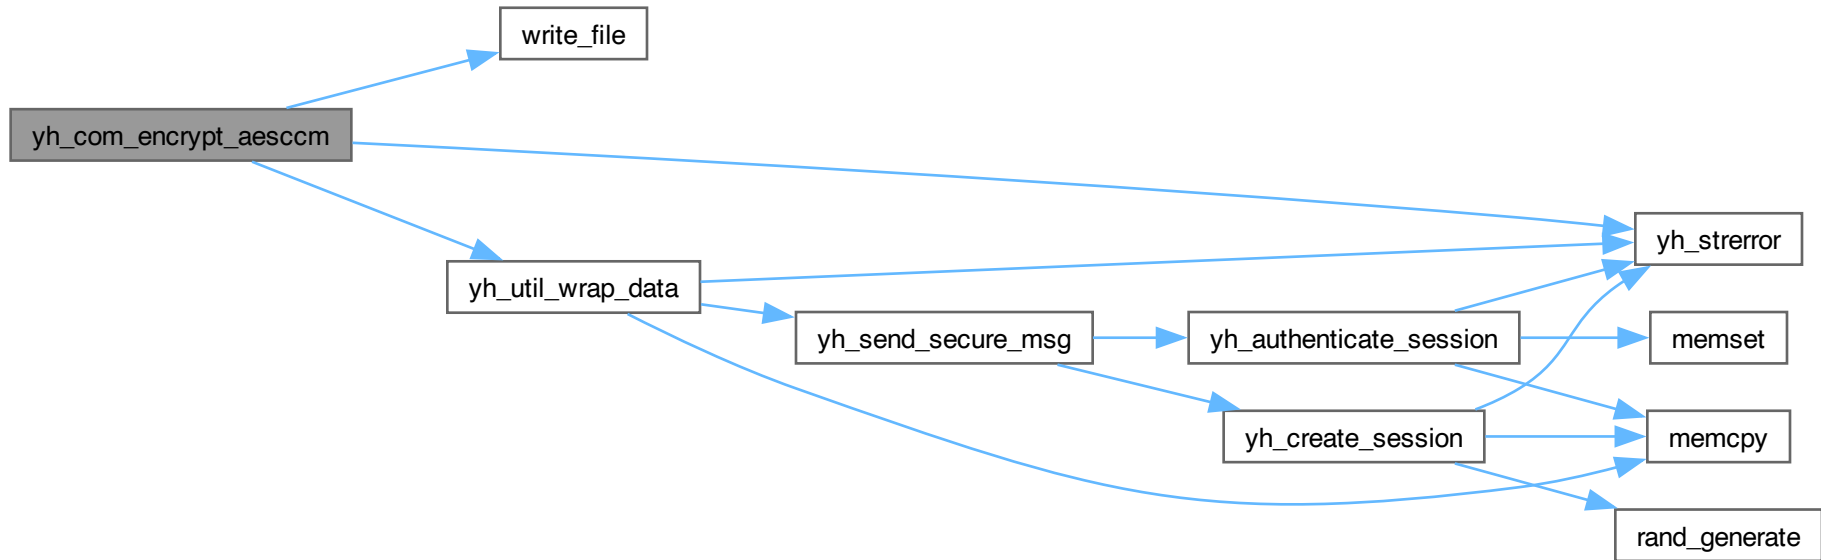 write_file
yh_com_encrypt_aesccm
yh_strerror
yh_util_wrap_data
yh_send_secure_msg
yh_authenticate_session
memset
yh_create_session
memcpy
rand_generate